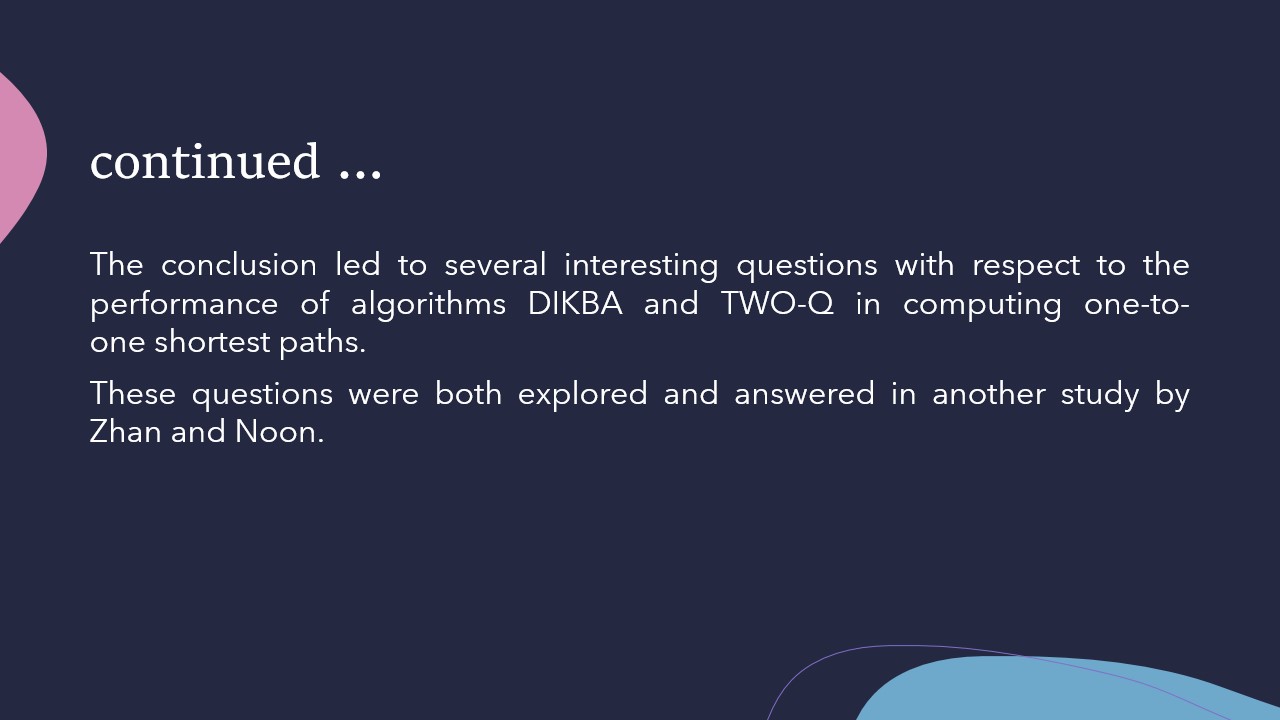 continued ...
The conclusion led to several interesting questions with respect to the
performance of algorithms DIKBA and TWO-Q in computing one-to-
one shortest paths.
These questions were both explored and answered in another study by
Zhan and Noon.